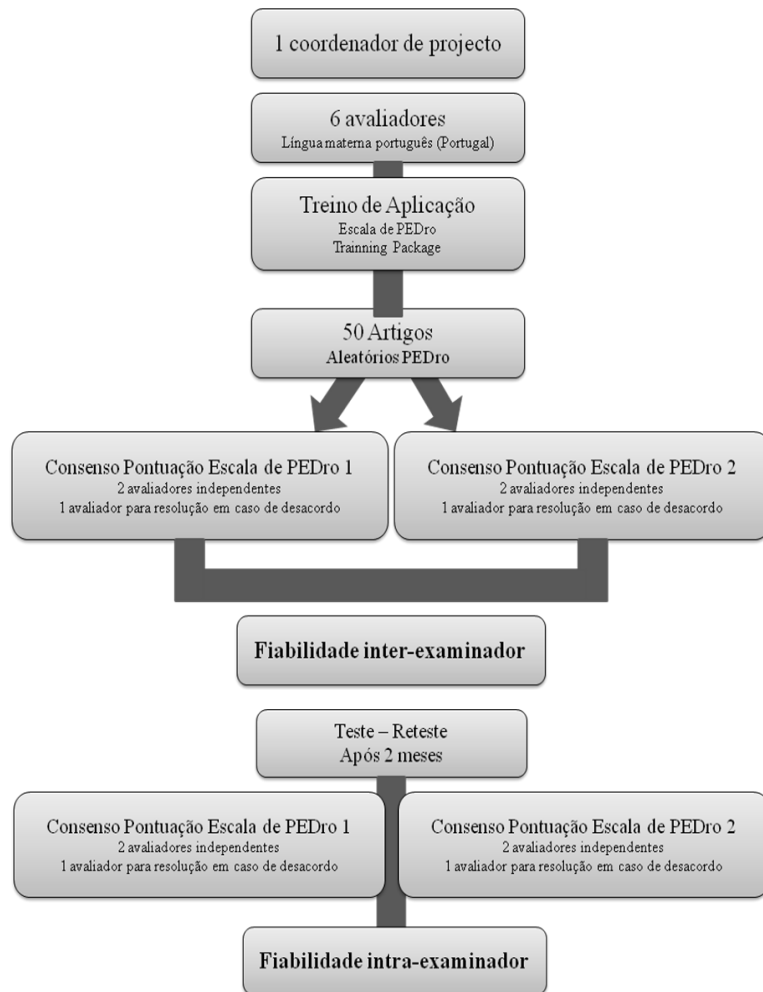 1 coordenador de projecto
6 avaliadores
Língua materna português (Portugal)
Treino de Aplicação
Escala de PEDro
Trainning Package
50 Artigos
Aleatórios PEDro
Consenso Pontuação Escala de PEDro 1
2 avaliadores independentes
1 avaliador para resolução em caso de desacordo
Consenso Pontuação Escala de PEDro 2
2 avaliadores independentes
1 avaliador para resolução em caso de desacordo
Fiabilidade inter-examinador
Teste – Reteste
Após 2 meses
Consenso Pontuação Escala de PEDro 1
2 avaliadores independentes
1 avaliador para resolução em caso de desacordo
Consenso Pontuação Escala de PEDro 2
2 avaliadores independentes
1 avaliador para resolução em caso de desacordo
Fiabilidade intra-examinador